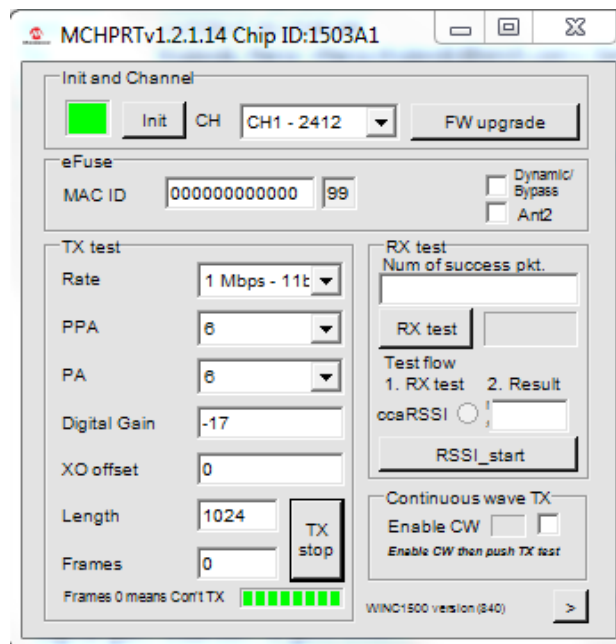 MCHPRTv1.2.1.14 Chip ID:1503A1
Init and Channel
Init CH CH1 - 2412 FW upgrade
eFuse
MAC ID 000000000000 99
Dynamic/
Bypass
Ant2
TX test
Rate 1 Mbps - 11b
PPA 6
PA 6
Digital Gain -17
XO offset 0
Length 1024
Frames 0
TX
stop
Frames 0 means Con't TX
RX test
Num of success pkt.
RX test
Test flow
1. RX test 2. Result
ccaRSSI
RSSI_start
Continuous wave TX
Enable CW
Enable CW then push TX test
WINC1500 version (840) >